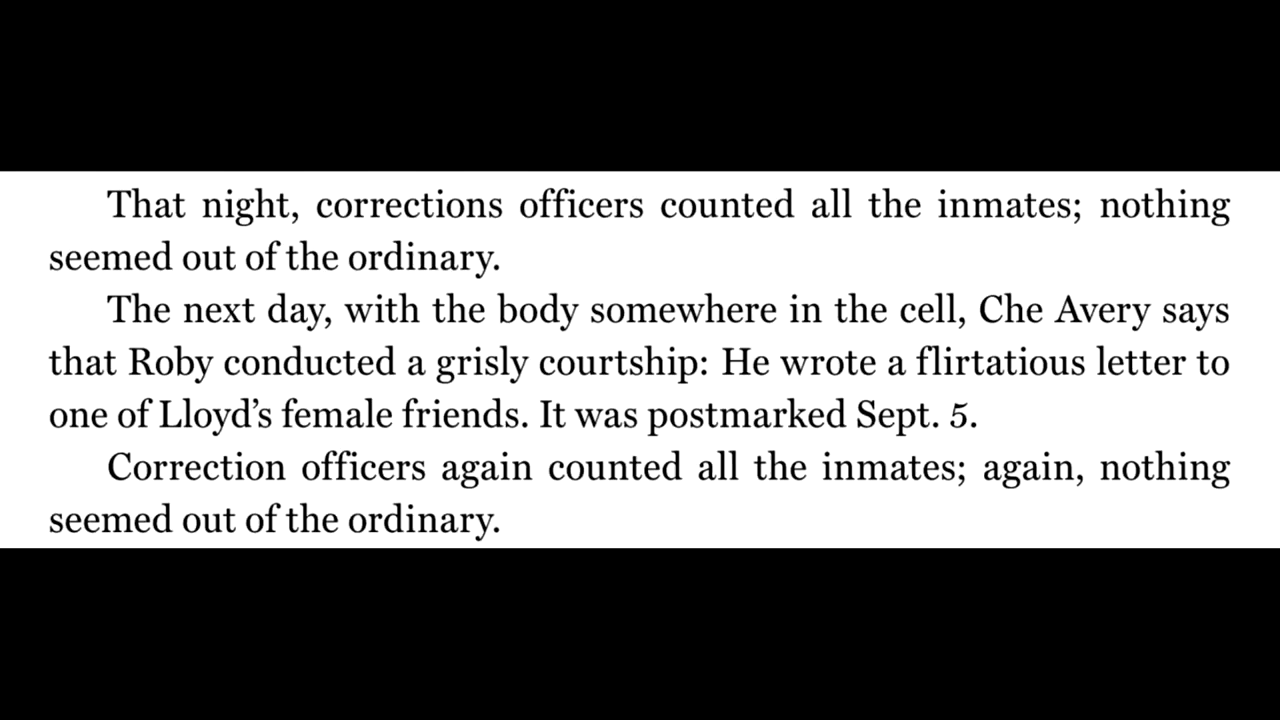 That night, corrections officers counted all the inmates; nothing
seemed out of the ordinary.
The next day, with the body somewhere in the cell, Che Avery says
that Roby conducted a grisly courtship: He wrote a flirtatious letter to
one of Lloyd’s female friends. It was postmarked Sept. 5.
Correction officers again counted all the inmates; again, nothing
seemed out of the ordinary.